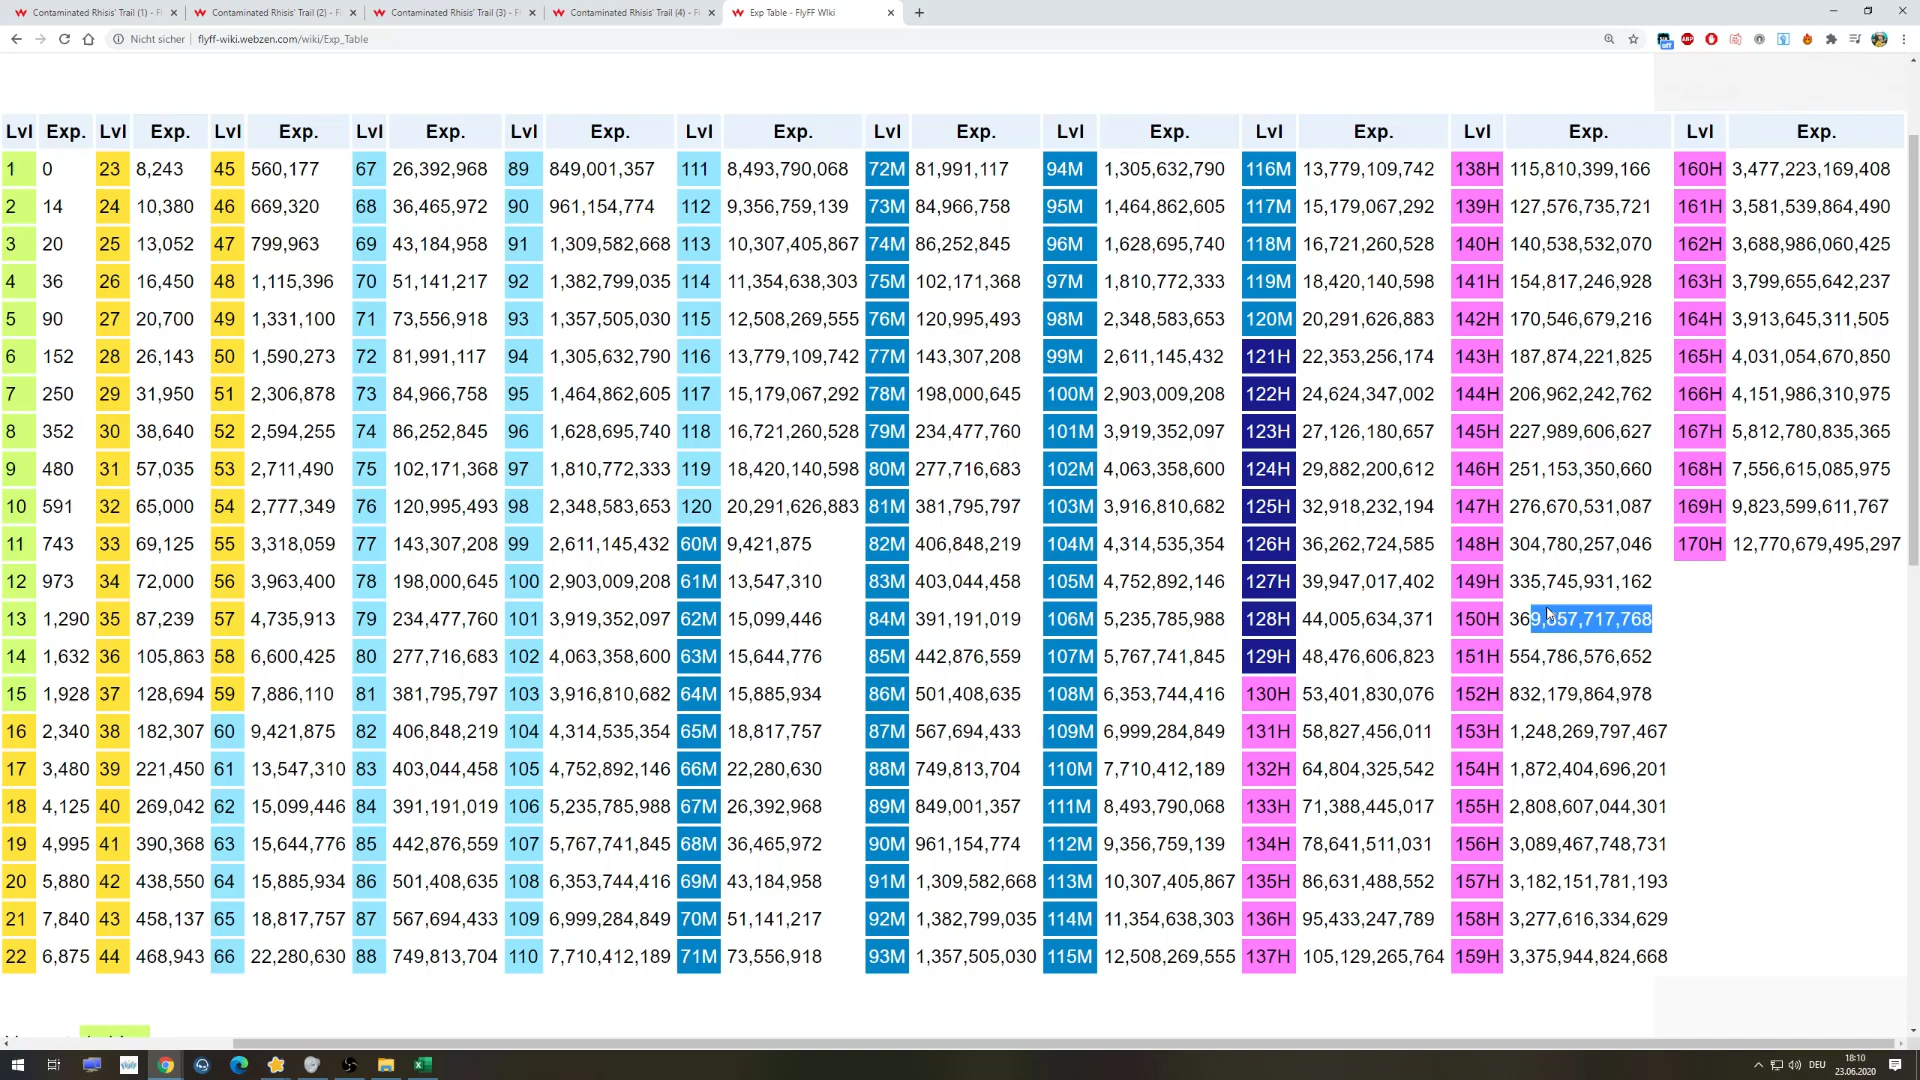 Contaminated Rhisis' Trail (1) - F Contaminated Rhisis' Trail (2) - F Contaminated Rhisis' Trail (3) - F Contaminated Rhisis' Trail (4) - F Exp Table - FlyFF WIki
Nicht sicher flyff-wiki.webzen.com/wiki/Exp_Table
Lvl Exp. Lvl Exp. Lvl Exp. Lvl Exp. Lvl Exp. Lvl Exp. Lvl Exp. Lvl Exp. Lvl Exp. Lvl Exp. Lvl Exp.
1 0 23 8,243 45 560,177 67 26,392,968 89 849,001,357 111 8,493,790,068 72M 81,991,117 94M 1,305,632,790 116M 13,779,109,742 138H 115,810,399,166 160H 3,477,223,169,408
2 14 24 10,380 46 669,320 68 36,465,972 90 961,154,774 112 9,356,759,139 73M 84,966,758 95M 1,464,862,605 117M 15,179,067,292 139H 127,576,735,721 161H 3,581,539,864,490
3 20 25 13,052 47 799,963 69 43,184,958 91 1,309,582,668 113 10,307,405,867 74M 86,252,845 96M 1,628,695,740 118M 16,721,260,528 140H 140,538,532,070 162H 3,688,986,060,425
4 36 26 16,450 48 1,115,396 70 51,141,217 92 1,382,799,035 114 11,354,638,303 75M 102,171,368 97M 1,810,772,333 119M 18,420,140,598 141H 154,817,246,928 163H 3,799,655,642,237
5 90 27 20,700 49 1,331,100 71 73,556,918 93 1,357,505,030 115 12,508,269,555 76M 120,995,493 98M 2,348,583,653 120M 20,291,626,883 142H 170,546,679,216 164H 3,913,645,311,505
6 152 28 26,143 50 1,590,273 72 81,991,117 94 1,305,632,790 116 13,779,109,742 77M 143,307,208 99M 2,611,145,432 121H 22,353,256,174 143H 187,874,221,825 165H 4,031,054,670,850
7 250 29 31,950 51 2,306,878 73 84,966,758 95 1,464,862,605 117 15,179,067,292 78M 198,000,645 100M 2,903,009,208 122H 24,624,347,002 144H 206,962,242,762 166H 4,151,986,310,975
8 352 30 38,640 52 2,594,255 74 86,252,845 96 1,628,695,740 118 16,721,260,528 79M 234,477,760 101M 3,919,352,097 123H 27,126,180,657 145H 227,989,606,627 167H 5,812,780,835,365
9 480 31 57,035 53 2,711,490 75 102,171,368 97 1,810,772,333 119 18,420,140,598 80M 277,716,683 102M 4,063,358,600 124H 29,882,200,612 146H 251,153,350,660 168H 7,556,615,085,975
10 591 32 65,000 54 2,777,349 76 120,995,493 98 2,348,583,653 120 20,291,626,883 81M 381,795,797 103M 3,916,810,682 125H 32,918,232,194 147H 276,670,531,087 169H 9,823,599,611,767
11 743 33 69,125 55 3,318,059 77 143,307,208 99 2,611,145,432 60M 9,421,875 82M 406,848,219 104M 4,314,535,354 126H 36,262,724,585 148H 304,780,257,046 170H 12,770,679,495,297
12 973 34 72,000 56 3,963,400 78 198,000,645 100 2,903,009,208 61M 13,547,310 83M 403,044,458 105M 4,752,892,146 127H 39,947,017,402 149H 335,745,931,162
13 1,290 35 87,239 57 4,735,913 79 234,477,760 101 3,919,352,097 62M 15,099,446 84M 391,191,019 106M 5,235,785,988 128H 44,005,634,371 150H
14 1,632 36 105,863 58 6,600,425 80 277,716,683 102 4,063,358,600 63M 15,644,776 85M 442,876,559 107M 5,767,741,845 129H 48,476,606,823 151H 554,786,576,652
15 1,928 37 128,694 59 7,886,110 81 381,795,797 103 3,916,810,682 64M 15,885,934 86M 501,408,635 108M 6,353,744,416 130H 53,401,830,076 152H 832,179,864,978
16 2,340 38 182,307 60 9,421,875 82 406,848,219 104 4,314,535,354 65M 18,817,757 87M 567,694,433 109M 6,999,284,849 131H 58,827,456,011 153H 1,248,269,797,467
17 3,480 39 221,450 61 13,547,310 83 403,044,458 105 4,752,892,146 66M 22,280,630 88M 749,813,704 110M 7,710,412,189 132H 64,804,325,542 154H 1,872,404,696,201
18 4,125 40 269,042 62 15,099,446 84 391,191,019 106 5,235,785,988 67M 26,392,968 89M 849,001,357 111M 8,493,790,068 133H 71,388,445,017 155H 2,808,607,044,301
19 4,995 41 390,368 63 15,644,776 85 442,876,559 107 5,767,741,845 68M 36,465,972 90M 961,154,774 112M 9,356,759,139 134H 78,641,511,031 156H 3,089,467,748,731
20 5,880 42 438,550 64 15,885,934 86 501,408,635 108 6,353,744,416 69M 43,184,958 91M 1,309,582,668 113M 10,307,405,867 135H 86,631,488,552 157H 3,182,151,781,193
21 7,840 43 458,137 65 18,817,757 87 567,694,433 109 6,999,284,849 70M 51,141,217 92M 1,382,799,035 114M 11,354,638,303 136H 95,433,247,789 158H 3,277,616,334,629
22 6,875 44 468,943 66 22,280,630 88 749,813,704 110 7,710,412,189 71M 73,556,918 93M 1,357,505,030 115M 12,508,269,555 137H 105,129,265,764 159H 3,375,944,824,668
DEU 18:10
23.06.2020